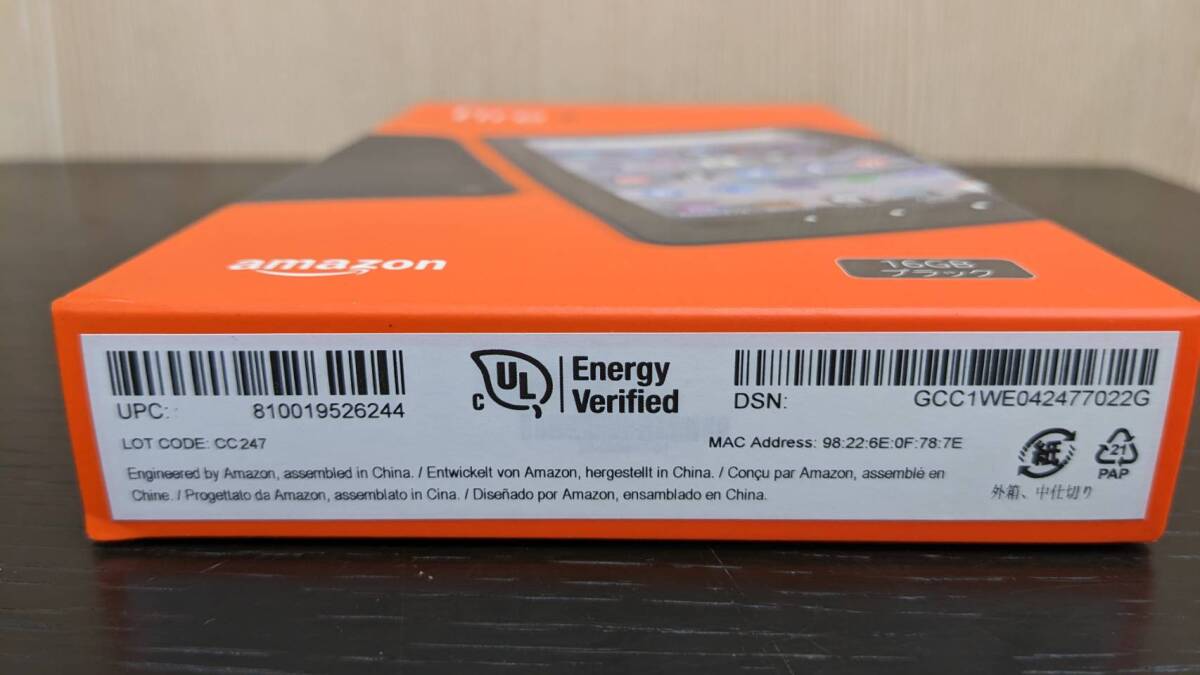 amazon
16GB
ブラック
UPC: 810019526244
C UL Energy Verified
DSN: GCC1WE042477022G
LOT CODE: CC247
MAC Address: 98:22:6E:0F:78:7E
紙
21
PAP
外箱、中仕切り
Engineered by Amazon, assembled in China. / Entwickelt von Amazon, hergestellt in China. / Conçu par Amazon, assemblé en
Chine. / Progettato da Amazon, assemblato in Cina. / Diseñado por Amazon, ensamblado en China.